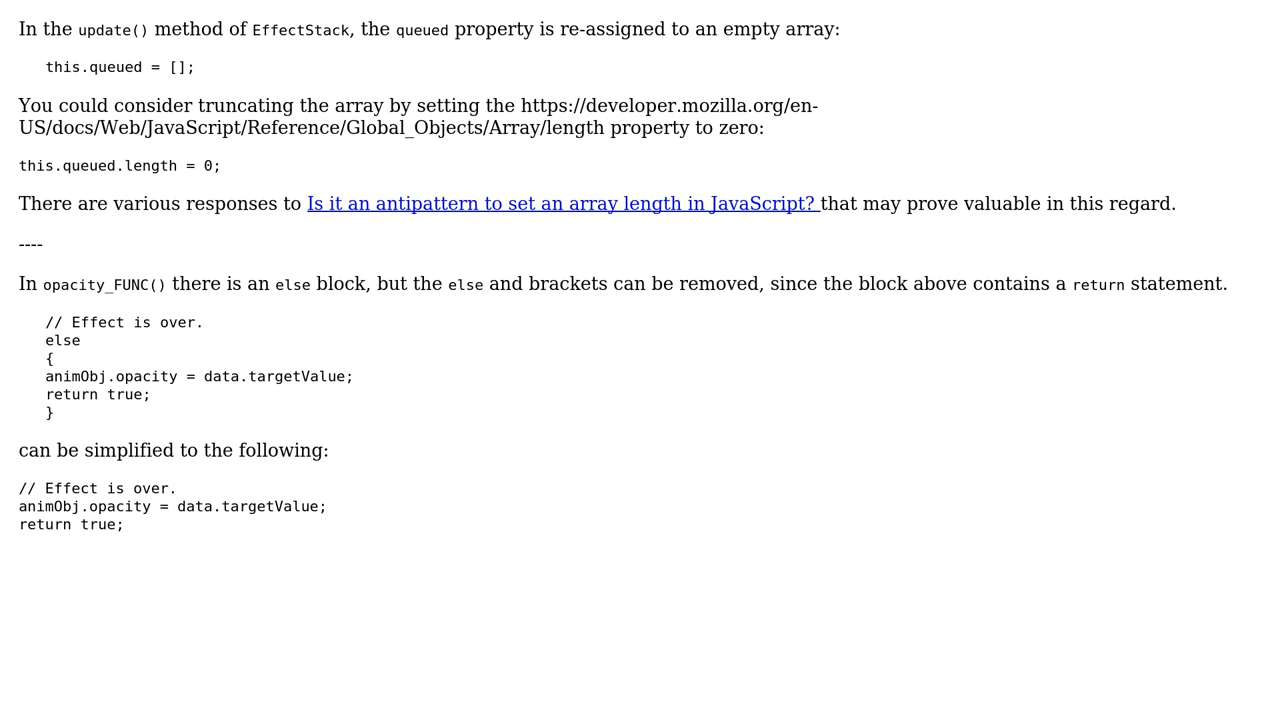 In the update() method of EffectStack, the queued property is re-assigned to an empty array:
this.queued = [];
You could consider truncating the array by setting the https://developer.mozilla.org/en-
US/docs/Web/JavaScript/Reference/Global_Objects/Array/length property to zero:
this.queued.length = 0;
There are various responses to Is it an antipattern to set an array length in JavaScript? that may prove valuable in this regard.
----
In opacity_FUNC() there is an else block, but the else and brackets can be removed, since the block above contains a return statement.
// Effect is over.
else
{
animObj.opacity = data.targetValue;
return true;
}
can be simplified to the following:
// Effect is over.
animObj.opacity = data.targetValue;
return true;